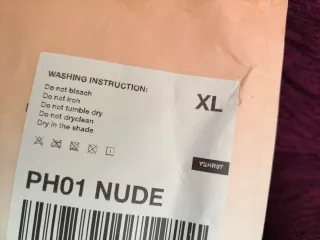 WASHING INSTRUCTION:
Do not bleach
Do not iron
Do not tumble dry
Do not dryclean
Dry in the shade
XL
YSHR07
PH01 NUDE